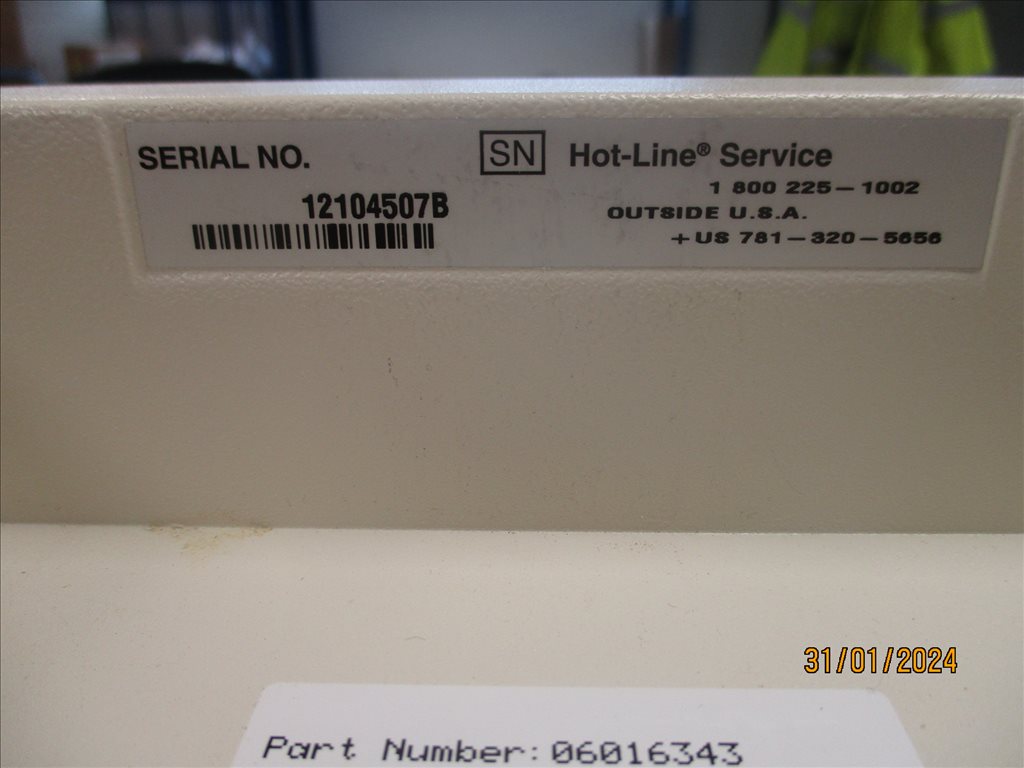 SERIAL NO.
12104507B
SN Hot-Line® Service
1 800 225-1002
OUTSIDE U.S.A.
+US 781-320-5656
31/01/2024
Part Number: 06016343